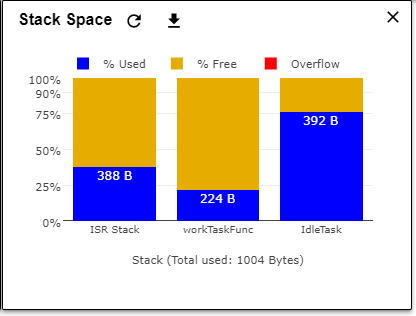 Stack Space
% Used % Free Overflow
100%
90%
75%
50%
25%
0%
388 B
224 B
392 B
ISR Stack workTaskFunc IdleTask
Stack (Total used: 1004 Bytes)